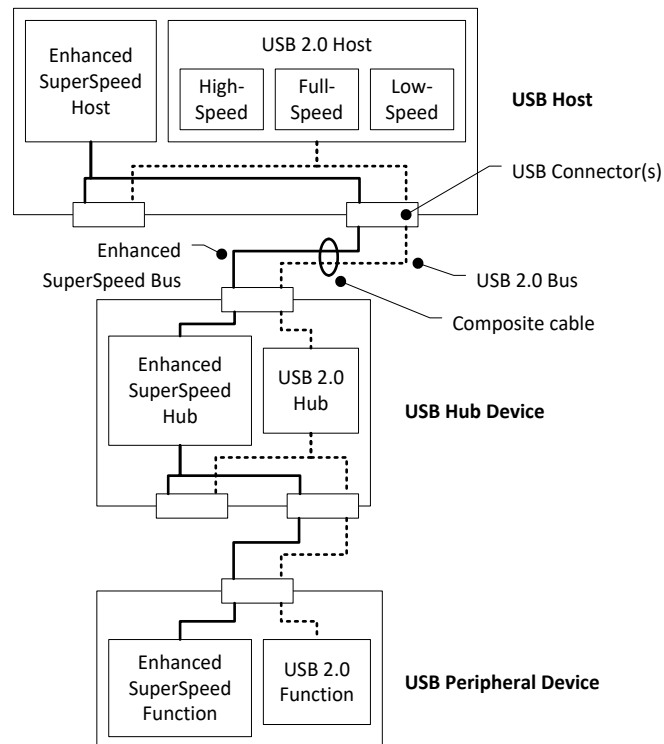 Enhanced
SuperSpeed
Host
USB 2.0 Host
High-
Speed
Full-
Speed
Low-
Speed
USB Host
USB Connector(s)
Enhanced
SuperSpeed Bus
USB 2.0 Bus
Composite cable
Enhanced
SuperSpeed
Hub
USB 2.0
Hub
USB Hub Device
Enhanced
SuperSpeed
Function
USB 2.0
Function
USB Peripheral Device